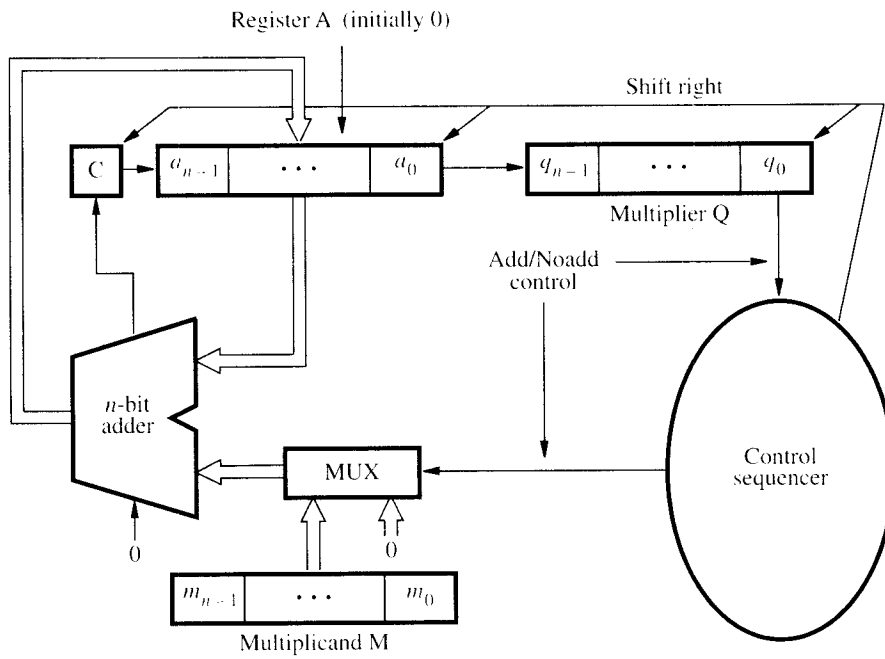 Register A (initially 0)
Shift right
C
a_{n-1} ··· a_0
q_{n-1} ··· q_0
Multiplier Q
Add/Noadd
control
n-bit
adder
MUX
Control
sequencer
0
0
m_{n-1} ··· m_0
Multiplicand M